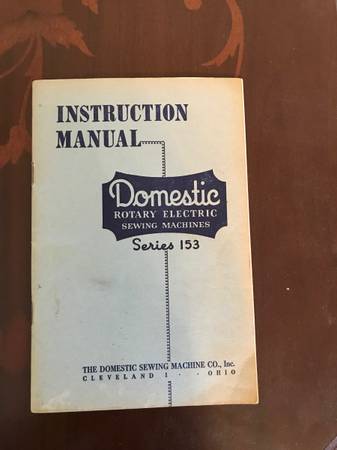 INSTRUCTION
MANUAL
Domestic
ROTARY ELECTRIC
SEWING MACHINES
Series 153
THE DOMESTIC SEWING MACHINE CO., Inc.
CLEVELAND 1 - - OHIO